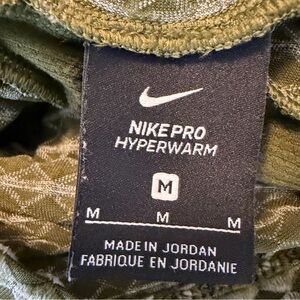 NIKE PRO
HYPERWARM
M
M M M
MADE IN JORDAN
FABRIQUE EN JORDANIE